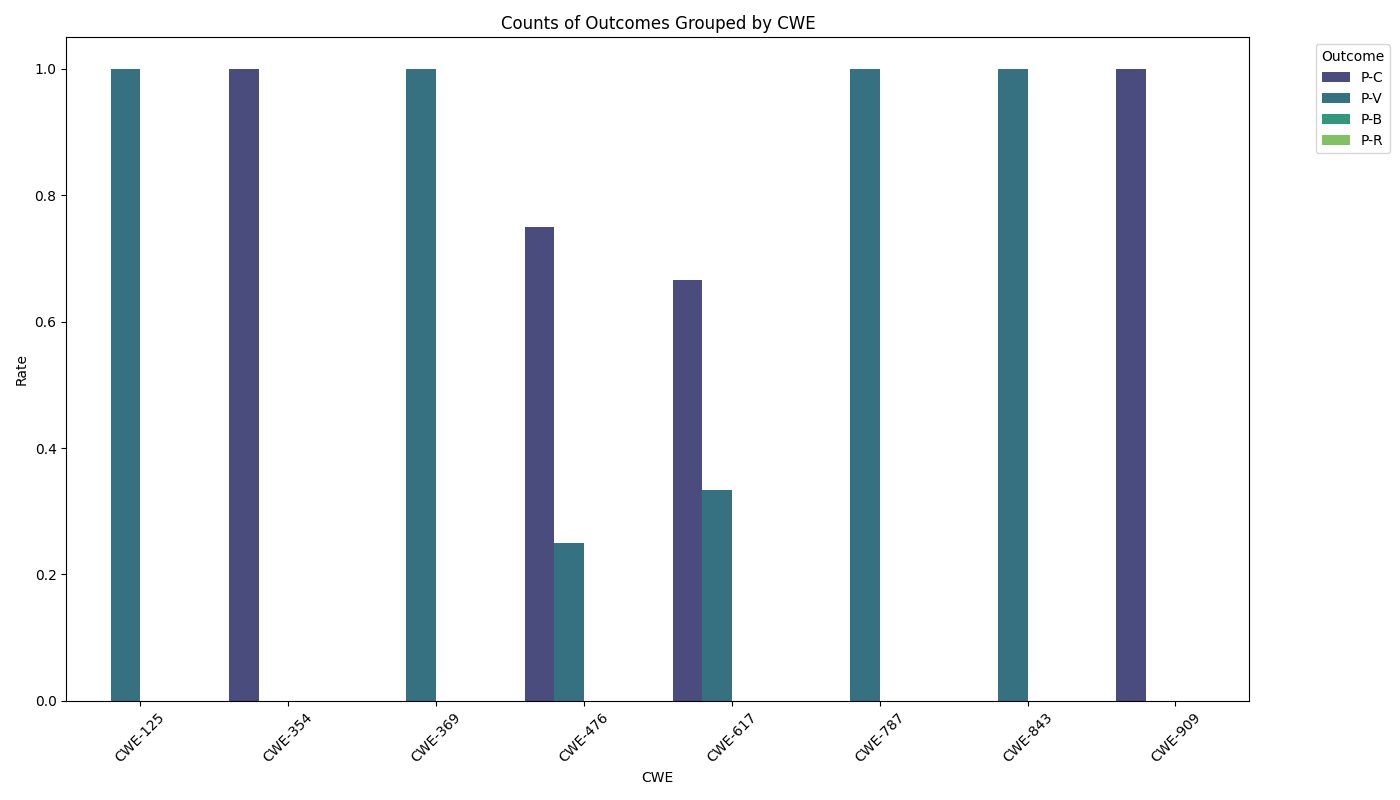 Counts of Outcomes Grouped by CWE
Outcome
P-C
P-V
P-B
P-R
Rate
1.0
0.8
0.6
0.4
0.2
0.0
CWE-125
CWE-354
CWE-369
CWE-476
CWE-617
CWE-787
CWE-843
CWE-909
CWE